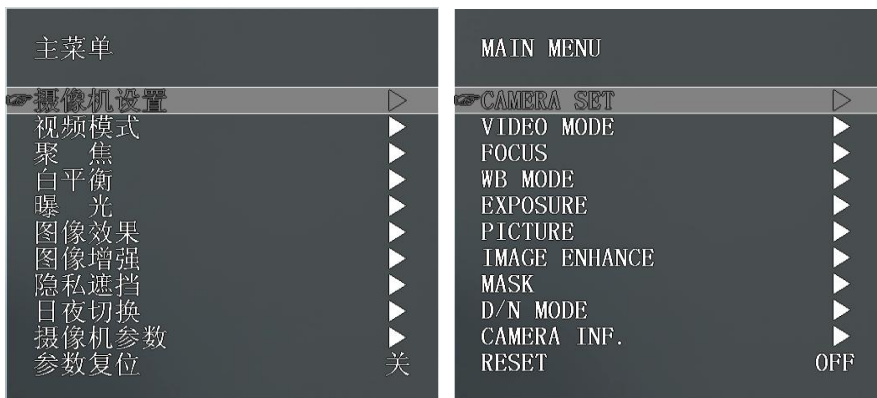 主菜单
摄像机设置
视频模式
聚 焦
白平衡
曝 光
图像效果
图像增强
隐私遮挡
日夜切换
摄像机参数
参数复位 关
MAIN MENU
CAMERA SET
VIDEO MODE
FOCUS
WB MODE
EXPOSURE
PICTURE
IMAGE ENHANCE
MASK
D/N MODE
CAMERA INF.
RESET OFF